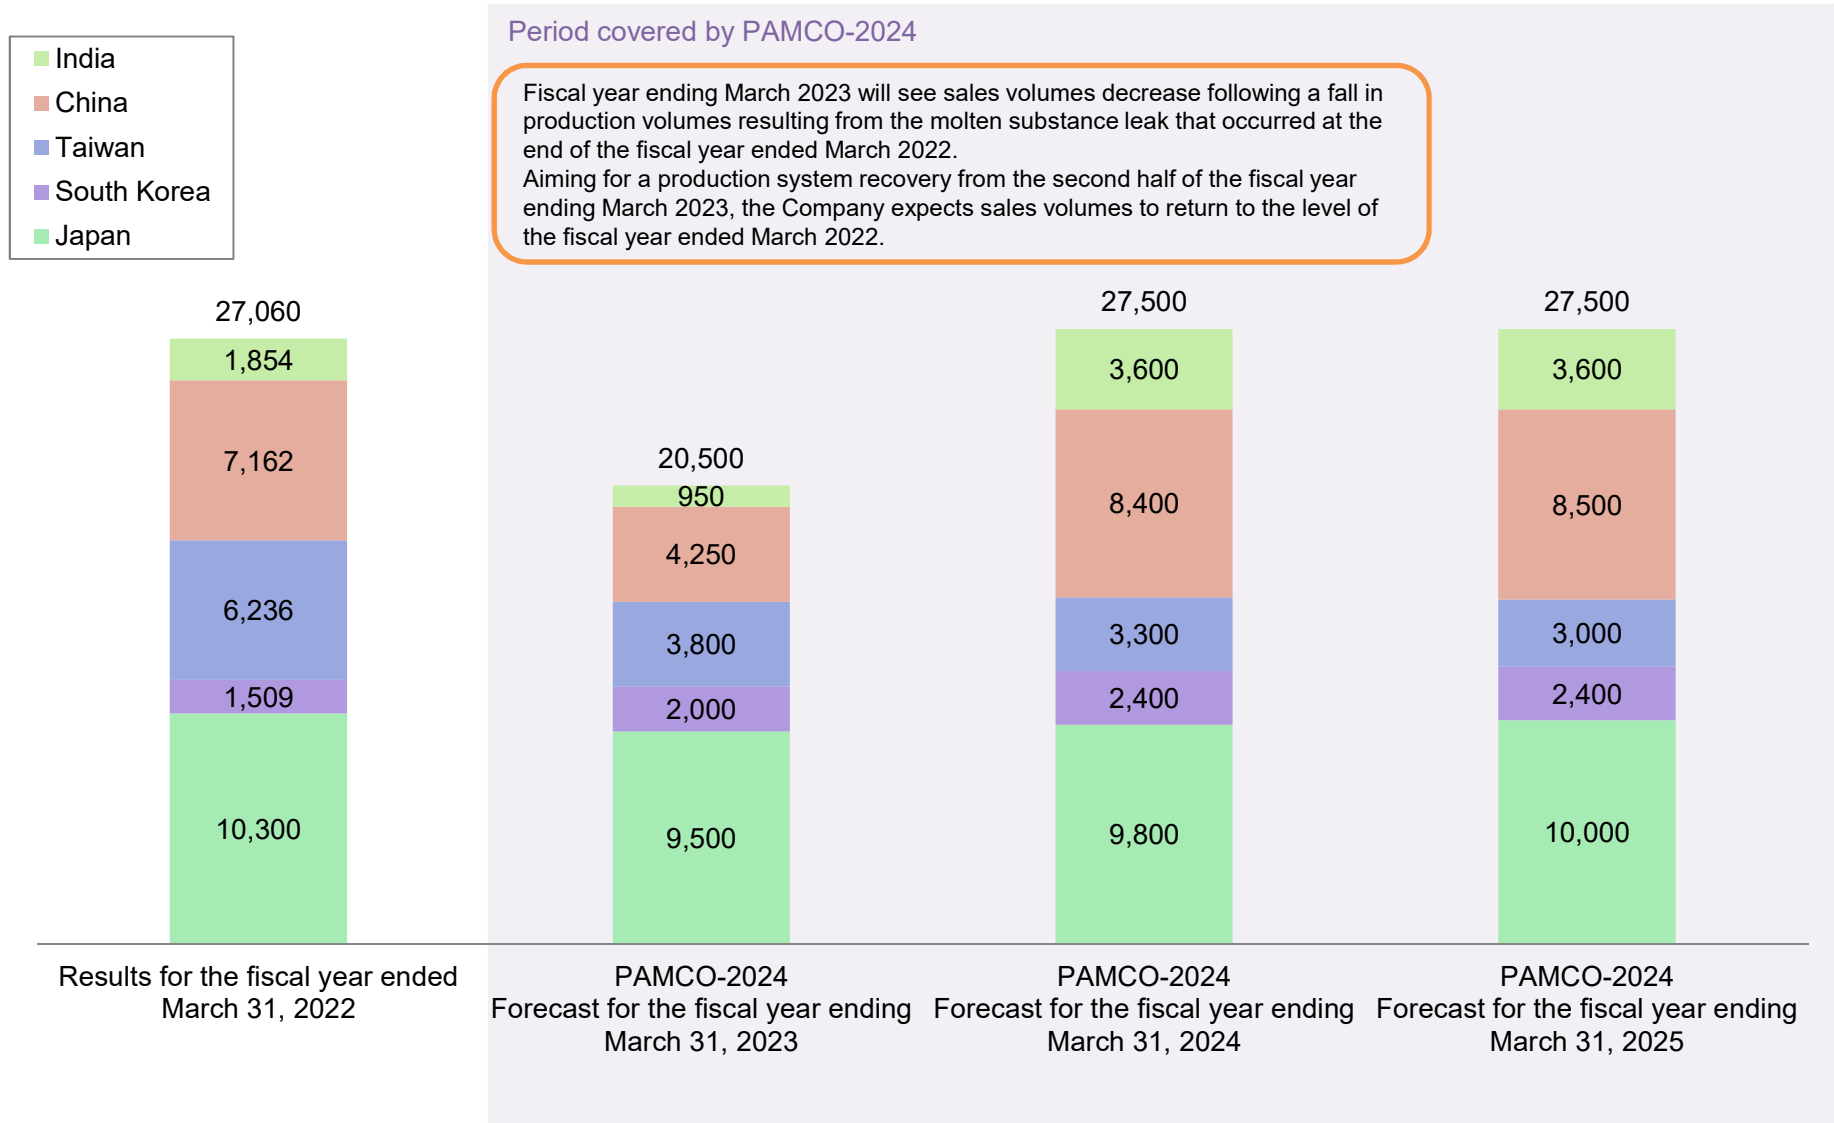 Period covered by PAMCO-2024
India
China
Taiwan
South Korea
Japan
Fiscal year ending March 2023 will see sales volumes decrease following a fall in
production volumes resulting from the molten substance leak that occurred at the
end of the fiscal year ended March 2022.
Aiming for a production system recovery from the second half of the fiscal year
ending March 2023, the Company expects sales volumes to return to the level of
the fiscal year ended March 2022.
27,060
1,854
7,162
6,236
1,509
10,300
Results for the fiscal year ended
March 31, 2022
20,500
950
4,250
3,800
2,000
9,500
PAMCO-2024
Forecast for the fiscal year ending
March 31, 2023
27,500
3,600
8,400
3,300
2,400
9,800
PAMCO-2024
Forecast for the fiscal year ending
March 31, 2024
27,500
3,600
8,500
3,000
2,400
10,000
PAMCO-2024
Forecast for the fiscal year ending
March 31, 2025